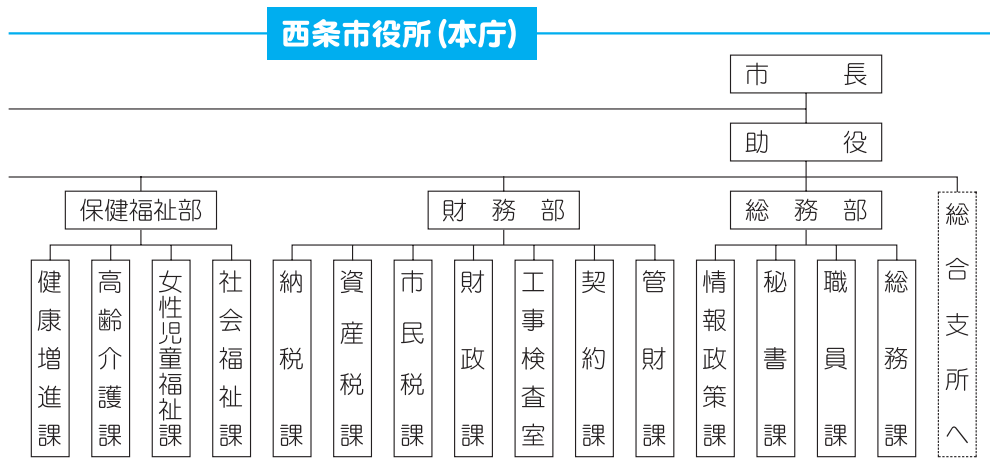 西条市役所(本庁)
市長
助役
総合支所へ
総務部
総務課
職員課
秘書課
情報政策課
財務部
管財課
契約課
工事検査室
財政課
市民税課
資産税課
納税課
保健福祉部
社会福祉課
女性児童福祉課
高齢介護課
健康増進課